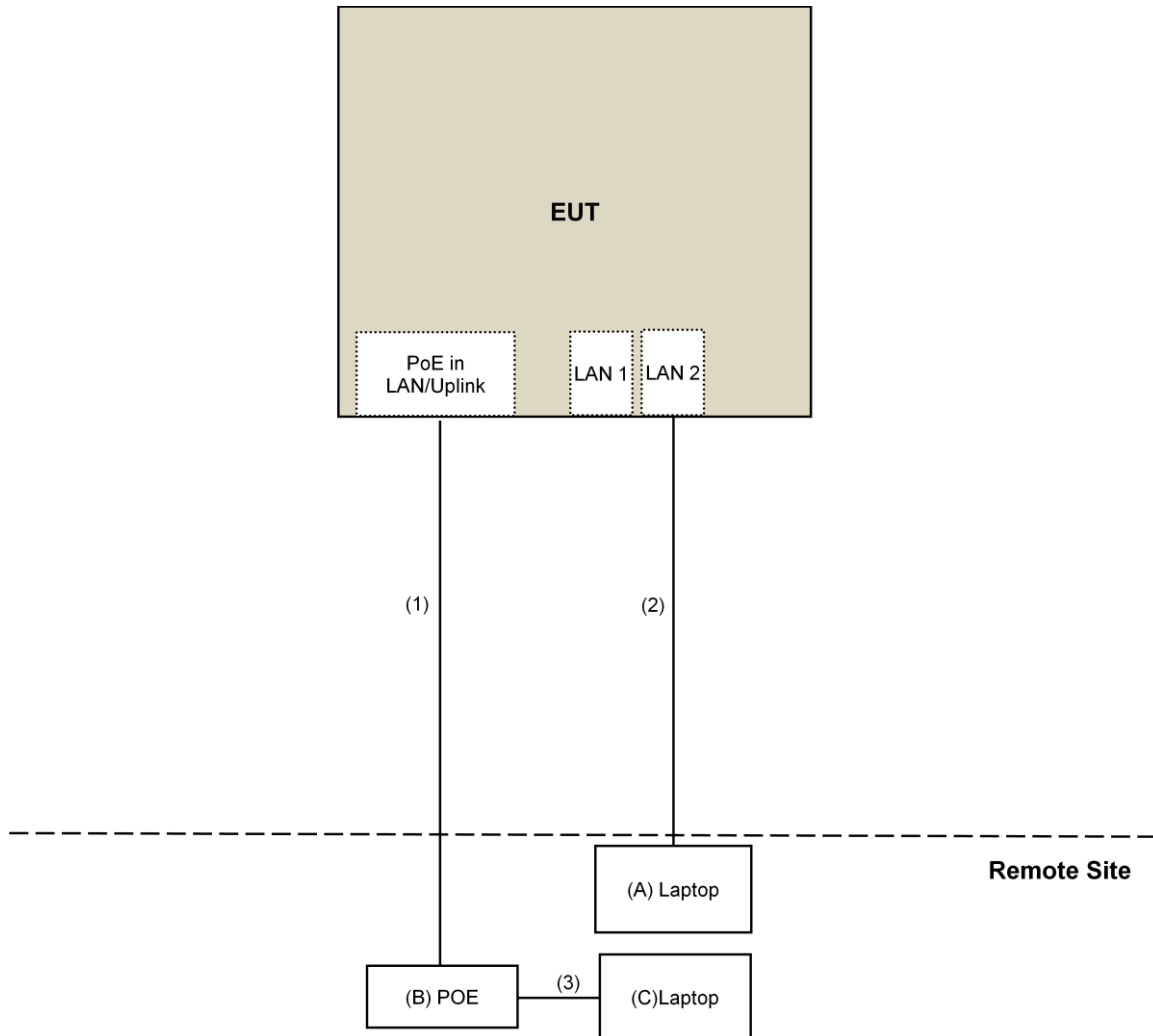 EUT
PoE in
LAN/Uplink
LAN 1
LAN 2
(1)
(2)
Remote Site
(A) Laptop
(B) POE
(3)
(C)Laptop